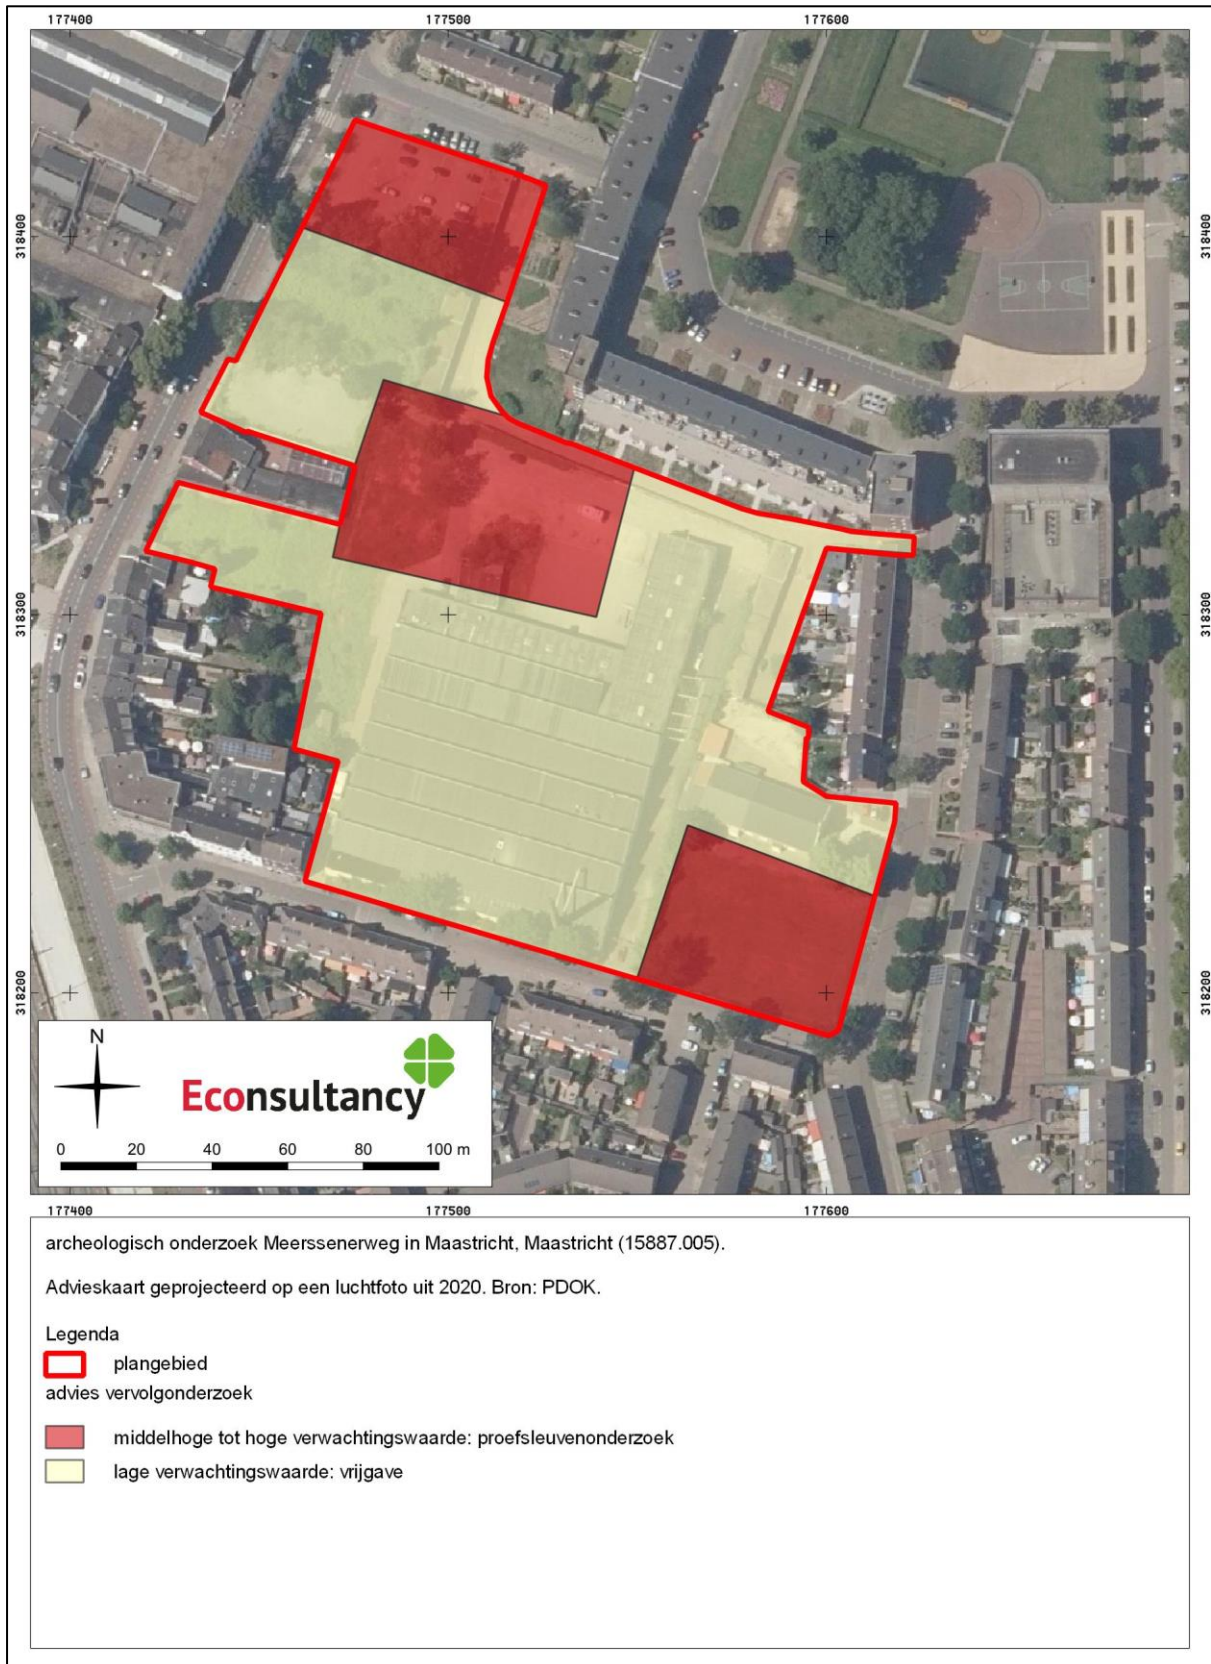 177400 177500 177600
318400 318400
318300 318300
318200 318200
N
Econsultancy
0 20 40 60 80 100 m
177400 177500 177600
archeologisch onderzoek Meerssenerweg in Maastricht, Maastricht (15887.005).
Advieskaart geprojecteerd op een luchtfoto uit 2020. Bron: PDOK.
Legenda
plangebied
advies vervolgonderzoek
middelhoge tot hoge verwachtingswaarde: proefsleuvenonderzoek
lage verwachtingswaarde: vrijgave